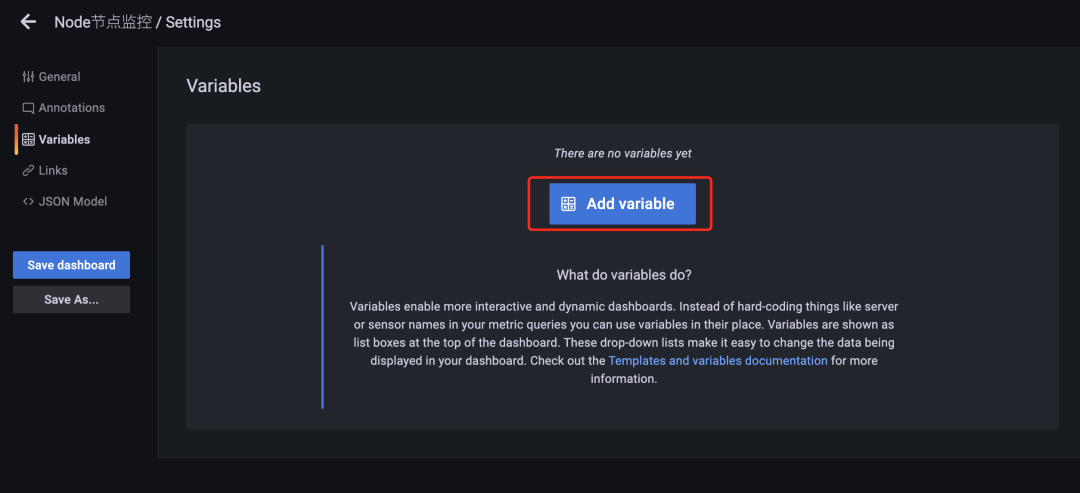 Node节点监控 / Settings
General
Annotations
Variables
Links
JSON Model
Save dashboard
Save As...
Variables
There are no variables yet
Add variable
What do variables do?
Variables enable more interactive and dynamic dashboards. Instead of hard-coding things like server
or sensor names in your metric queries you can use variables in their place. Variables are shown as
list boxes at the top of the dashboard. These drop-down lists make it easy to change the data being
displayed in your dashboard. Check out the Templates and variables documentation for more
information.